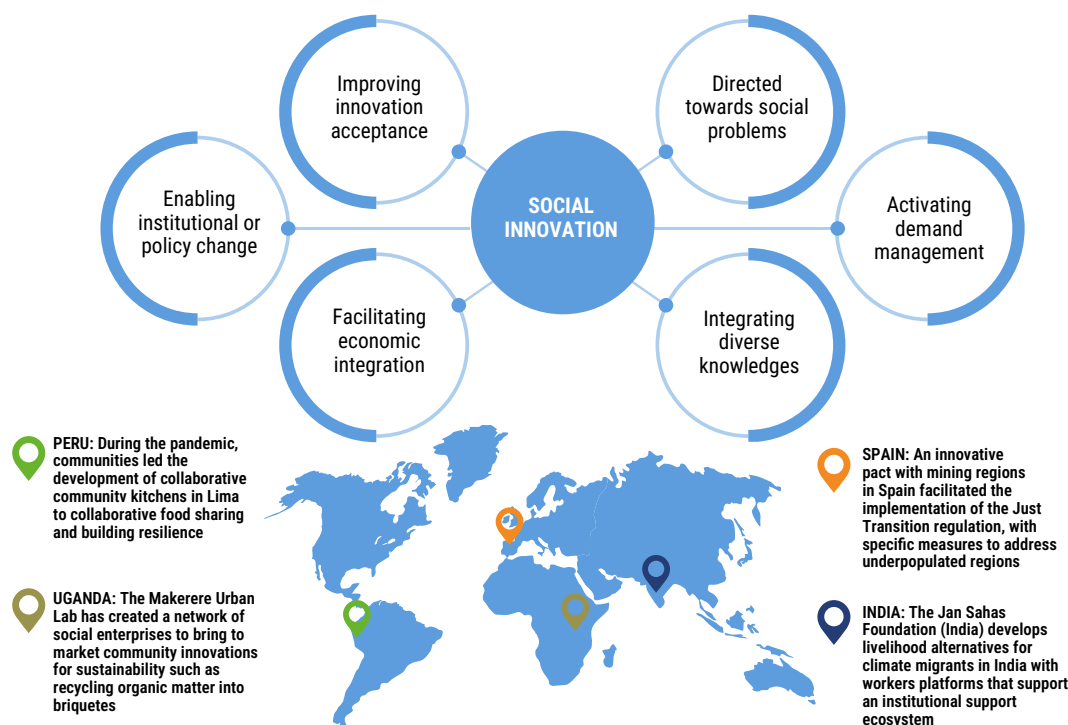 Improving
innovation
acceptance
Directed
towards social
problems
Enabling
institutional or
policy change
SOCIAL
INNOVATION
Activating
demand
management
Facilitating
economic
integration
Integrating
diverse
knowledges
PERU: During the pandemic,
communities led the
development of collaborative
community kitchens in Lima
to collaborative food sharing
and building resilience
SPAIN: An innovative
pact with mining regions
in Spain facilitated the
implementation of the Just
Transition regulation, with
specific measures to address
underpopulated regions
UGANDA: The Makerere Urban
Lab has created a network of
social enterprises to bring to
market community innovations
for sustainability such as
recycling organic matter into
briquetes
INDIA: The Jan Sahas
Foundation (India) develops
livelihood alternatives for
climate migrants in India with
workers platforms that support
an institutional support
ecosystem